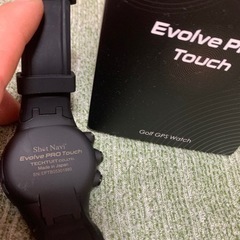 Evolve PRO
Touch
Golf GPS Watch
Shot Navi
Evolve PRO Touch
TECHTUIT Co.,LTD.
Made in Japan